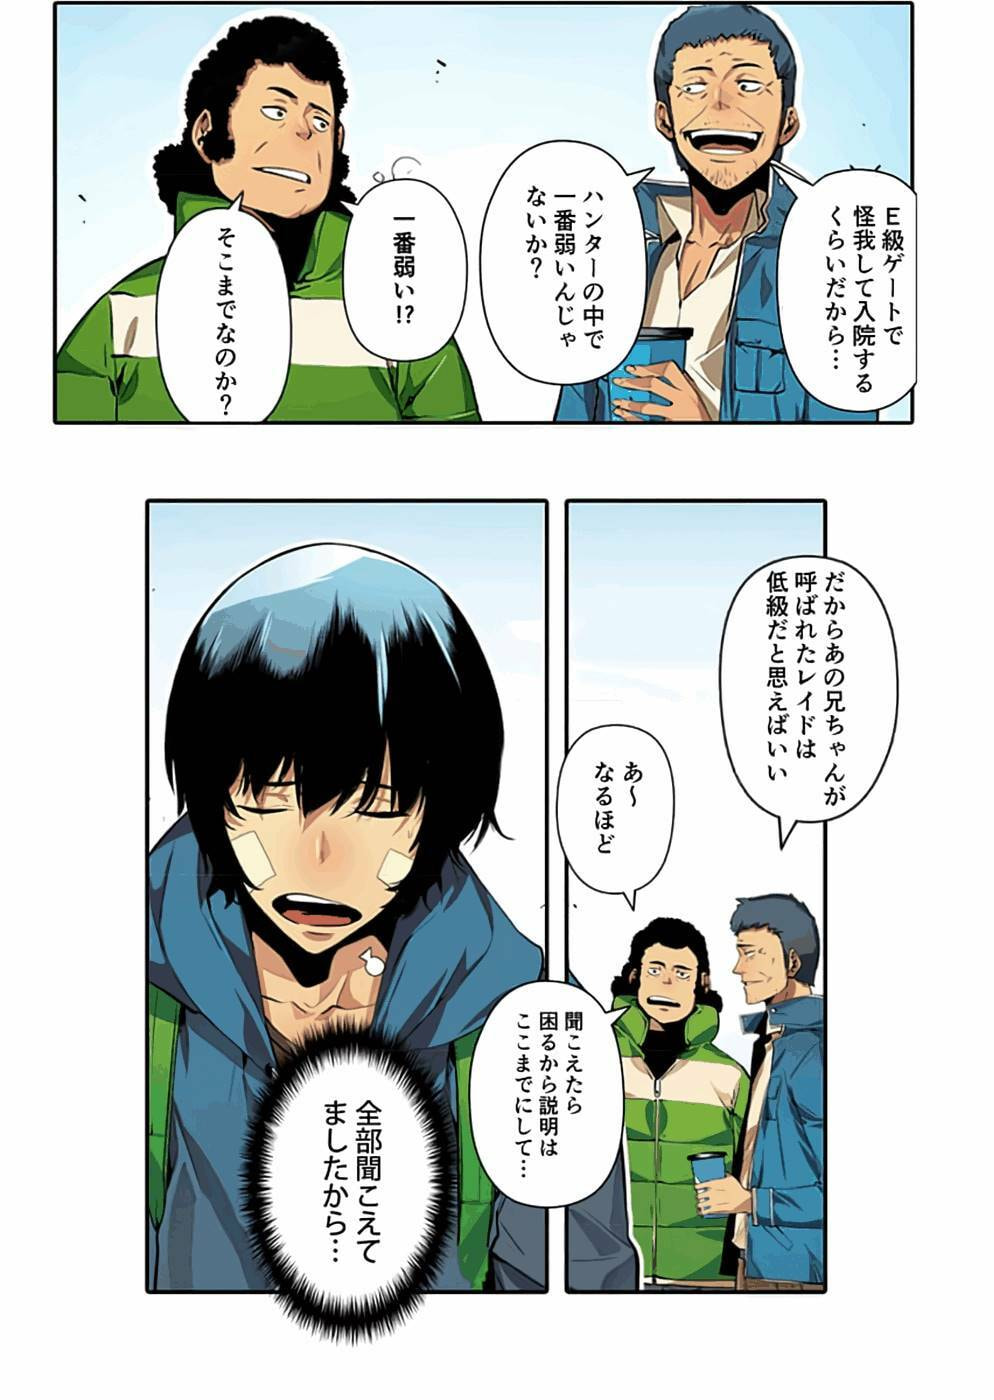 E級ゲートで
怪我して入院する
くらいだから…
ハンターの中で
一番弱いんじゃ
ないか?
一番弱い!?
そこまでなのか?
だからあの兄ちゃんが
呼ばれたレイドは
低級だと思えばいい
あ〜
なるほど
聞こえたら
困るから説明は
ここまでにして…
全部聞こえて
ましたから…